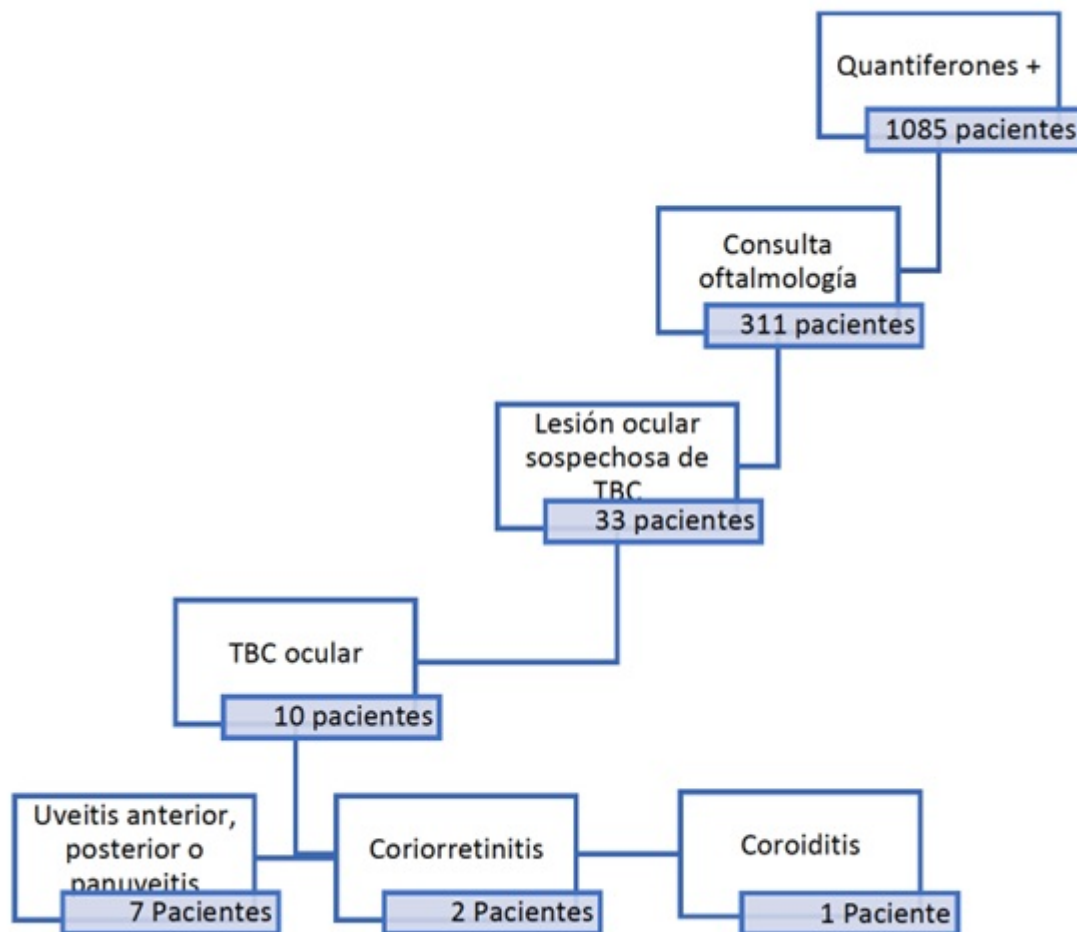 Quantiferones +
1085 pacientes
Consulta
oftalmología
311 pacientes
Lesión ocular
sospechosa de
TBC
33 pacientes
TBC ocular
10 pacientes
Uveitis anterior,
posterior o
panuveitis
7 Pacientes
Coriorretinitis
2 Pacientes
Coroiditis
1 Paciente